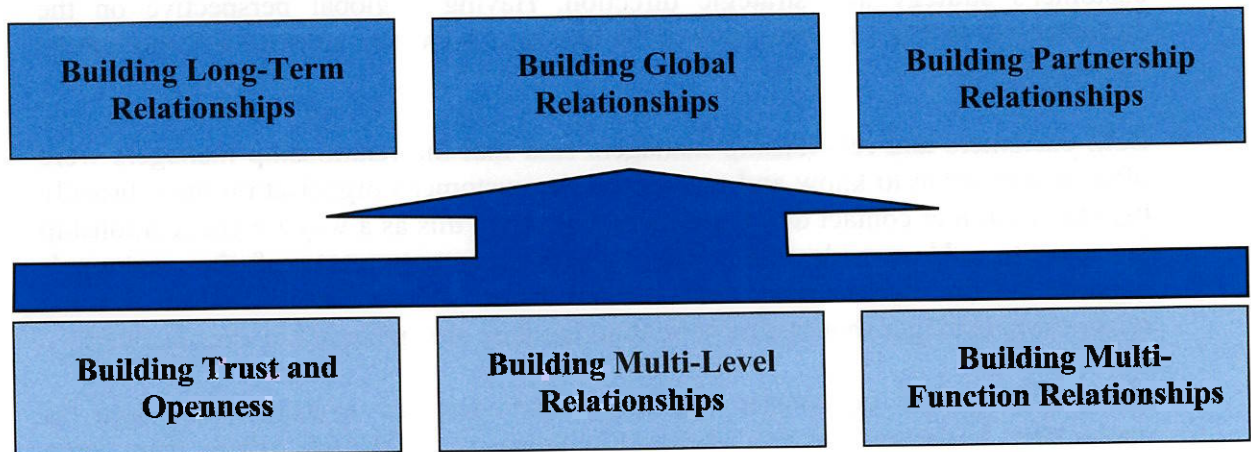 Building Long-Term
Relationships
Building Global
Relationships
Building Partnership
Relationships
Building Trust and
Openness
Building Multi-Level
Relationships
Building Multi-
Function Relationships